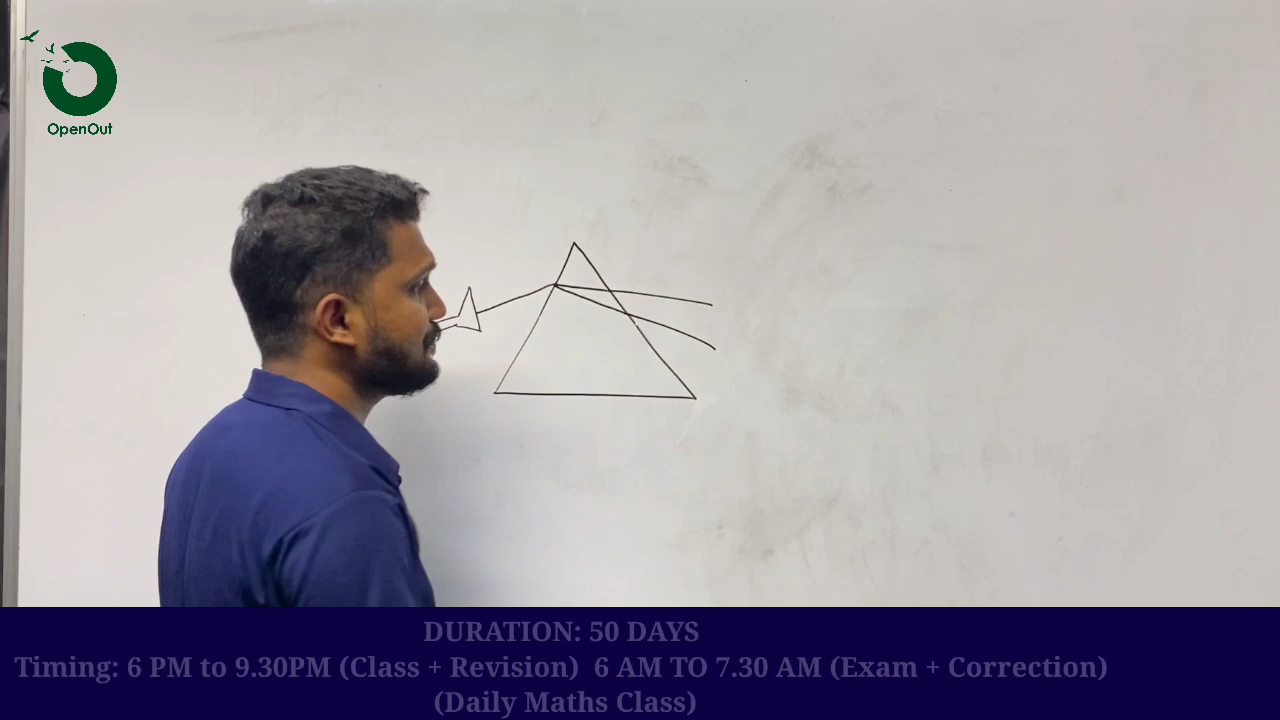 OpenOut
DURATION: 50 DAYS
Timing: 6 PM to 9.30PM (Class + Revision)  6 AM TO 7.30 AM (Exam + Correction)
(Daily Maths Class)